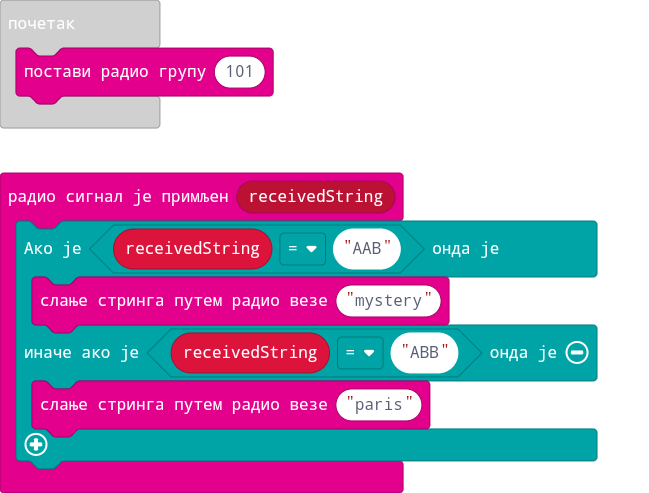 почетак
постави радио групу 101
радио сигнал је примљен receivedString
Ако је receivedString = "AAB" онда је
слање стринга путем радио везе "mystery"
иначе ако је receivedString = "ABB" онда је
слање стринга путем радио везе "paris"